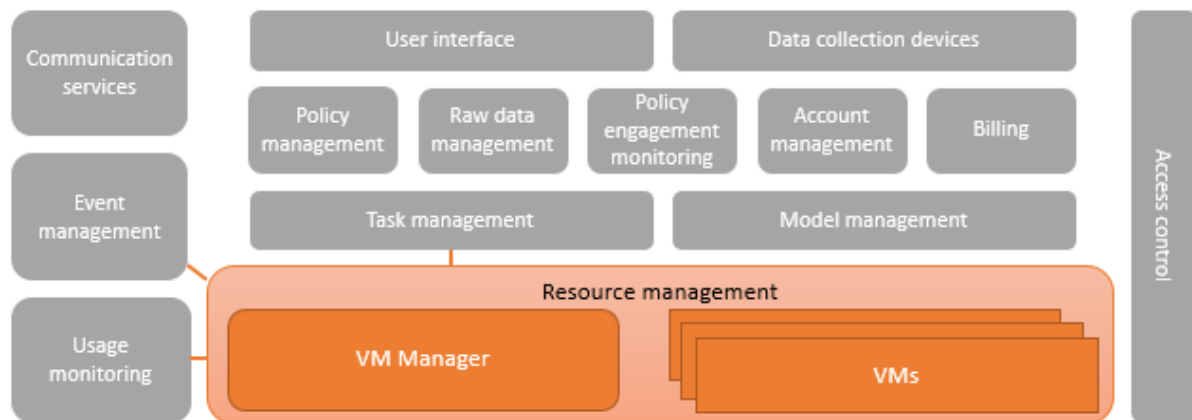 Communication
services
User interface
Data collection devices
Policy
management
Raw data
management
Policy
engagement
monitoring
Account
management
Billing
Event
management
Task management
Model management
Access control
Resource management
Usage
monitoring
VM Manager
VMs